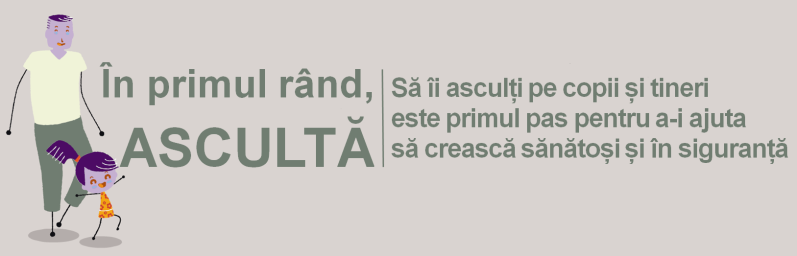 În primul rând,
ASCULTĂ
Să îi asculți pe copii și tineri
este primul pas pentru a-i ajuta
să crească sănătoși și în siguranță